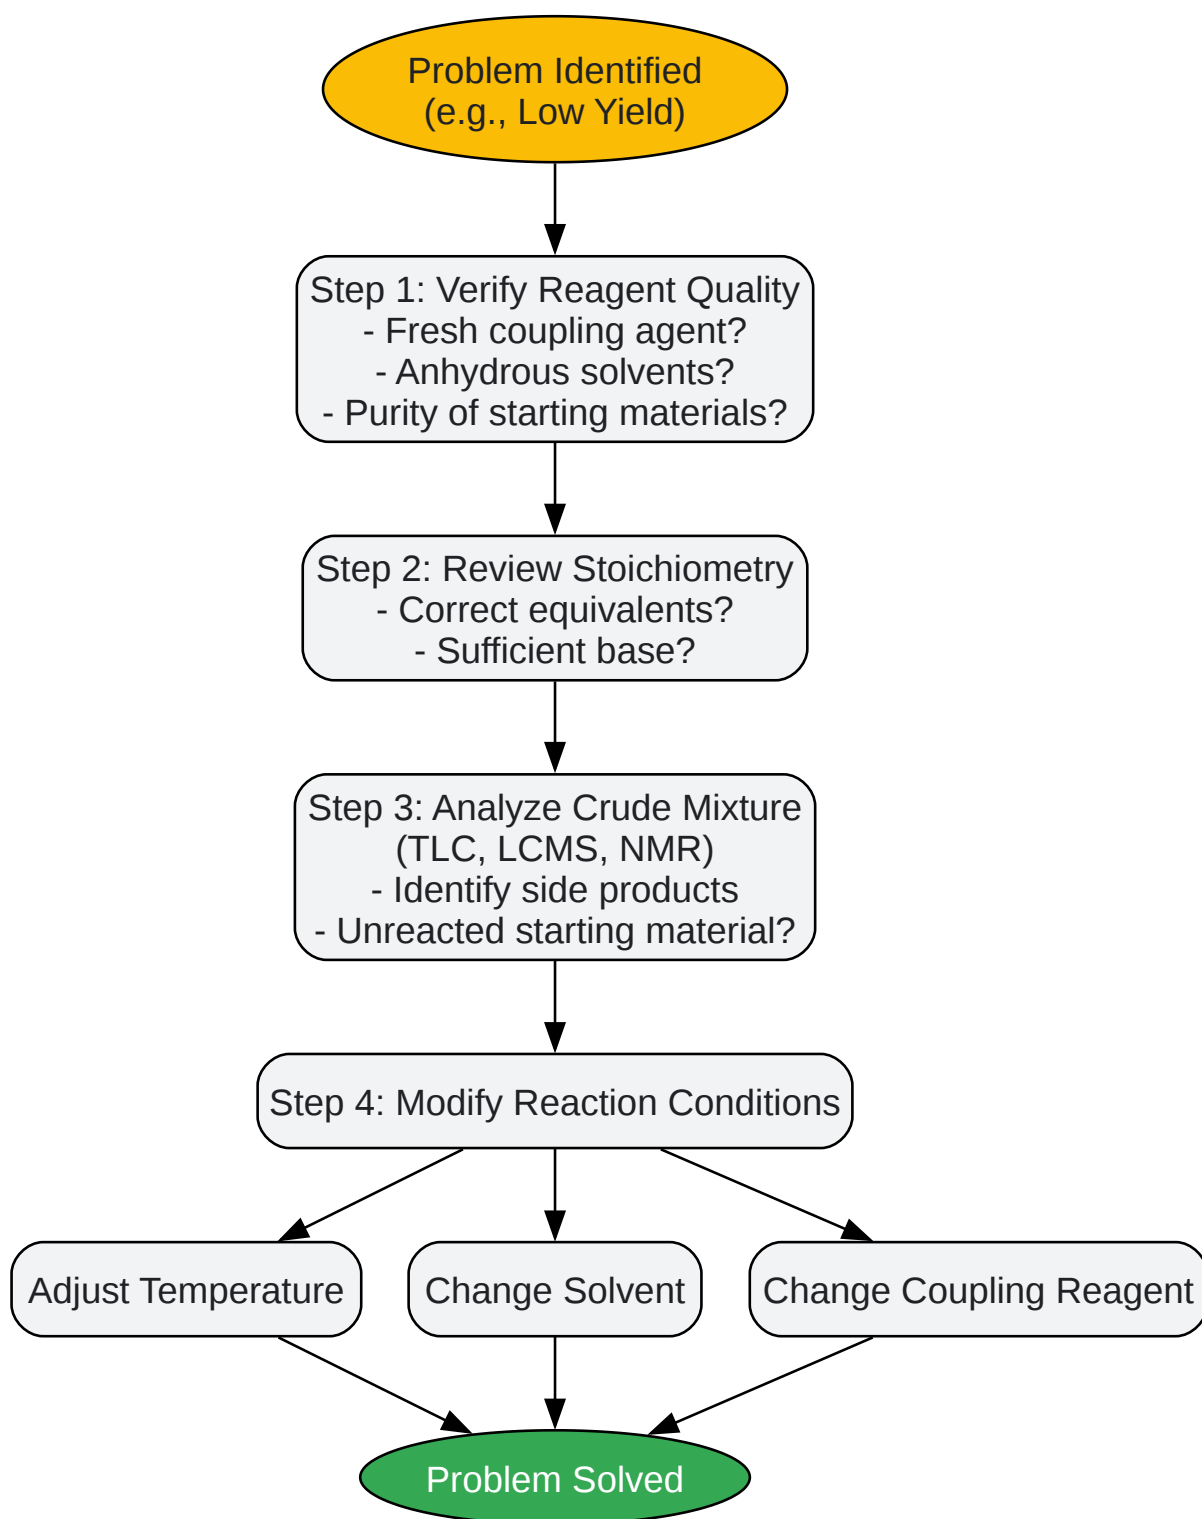 Problem Identified
(e.g., Low Yield)
Step 1: Verify Reagent Quality
- Fresh coupling agent?
- Anhydrous solvents?
- Purity of starting materials?
Step 2: Review Stoichiometry
- Correct equivalents?
- Sufficient base?
Step 3: Analyze Crude Mixture
(TLC, LCMS, NMR)
- Identify side products
- Unreacted starting material?
Step 4: Modify Reaction Conditions
Adjust Temperature
Change Solvent
Change Coupling Reagent
Problem Solved